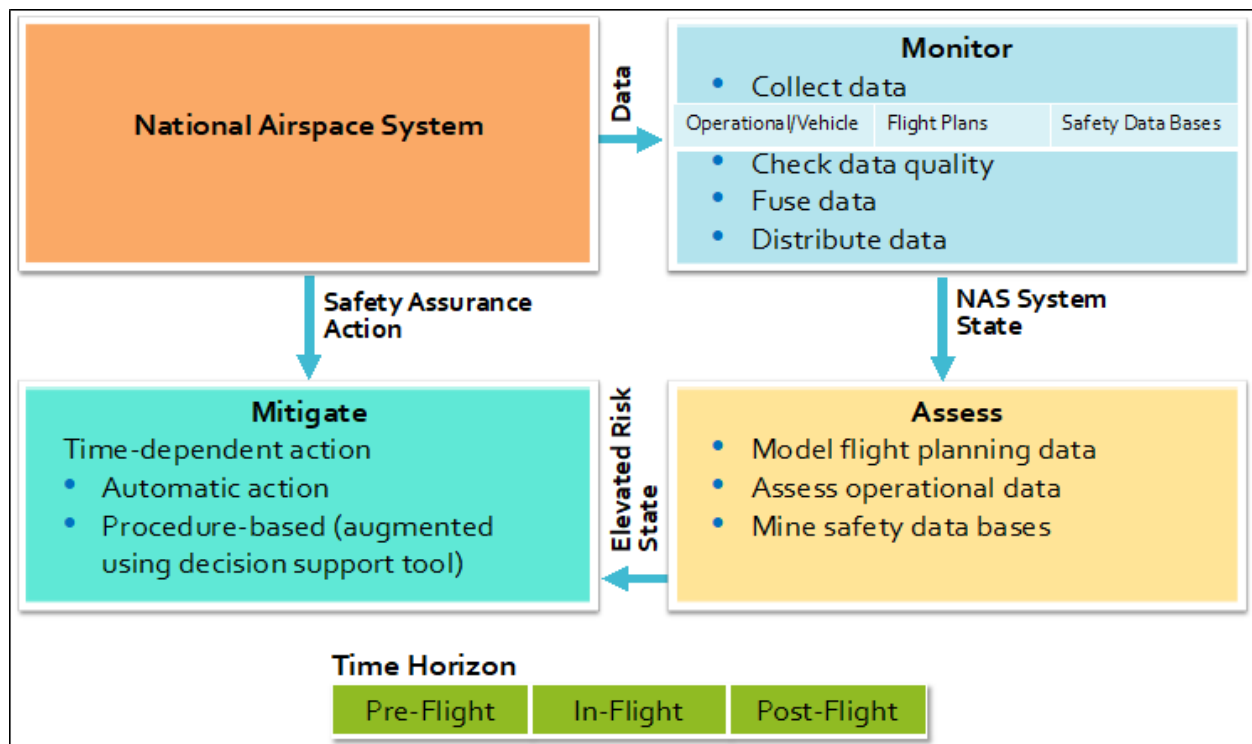 National Airspace System
Data
Monitor
• Collect data
Operational/Vehicle
Flight Plans
Safety Data Bases
• Check data quality
• Fuse data
• Distribute data
Safety Assurance
Action
NAS System
State
Mitigate
Time-dependent action
• Automatic action
• Procedure-based (augmented
using decision support tool)
Elevated Risk
State
Assess
• Model flight planning data
• Assess operational data
• Mine safety data bases
Time Horizon
Pre-Flight
In-Flight
Post-Flight